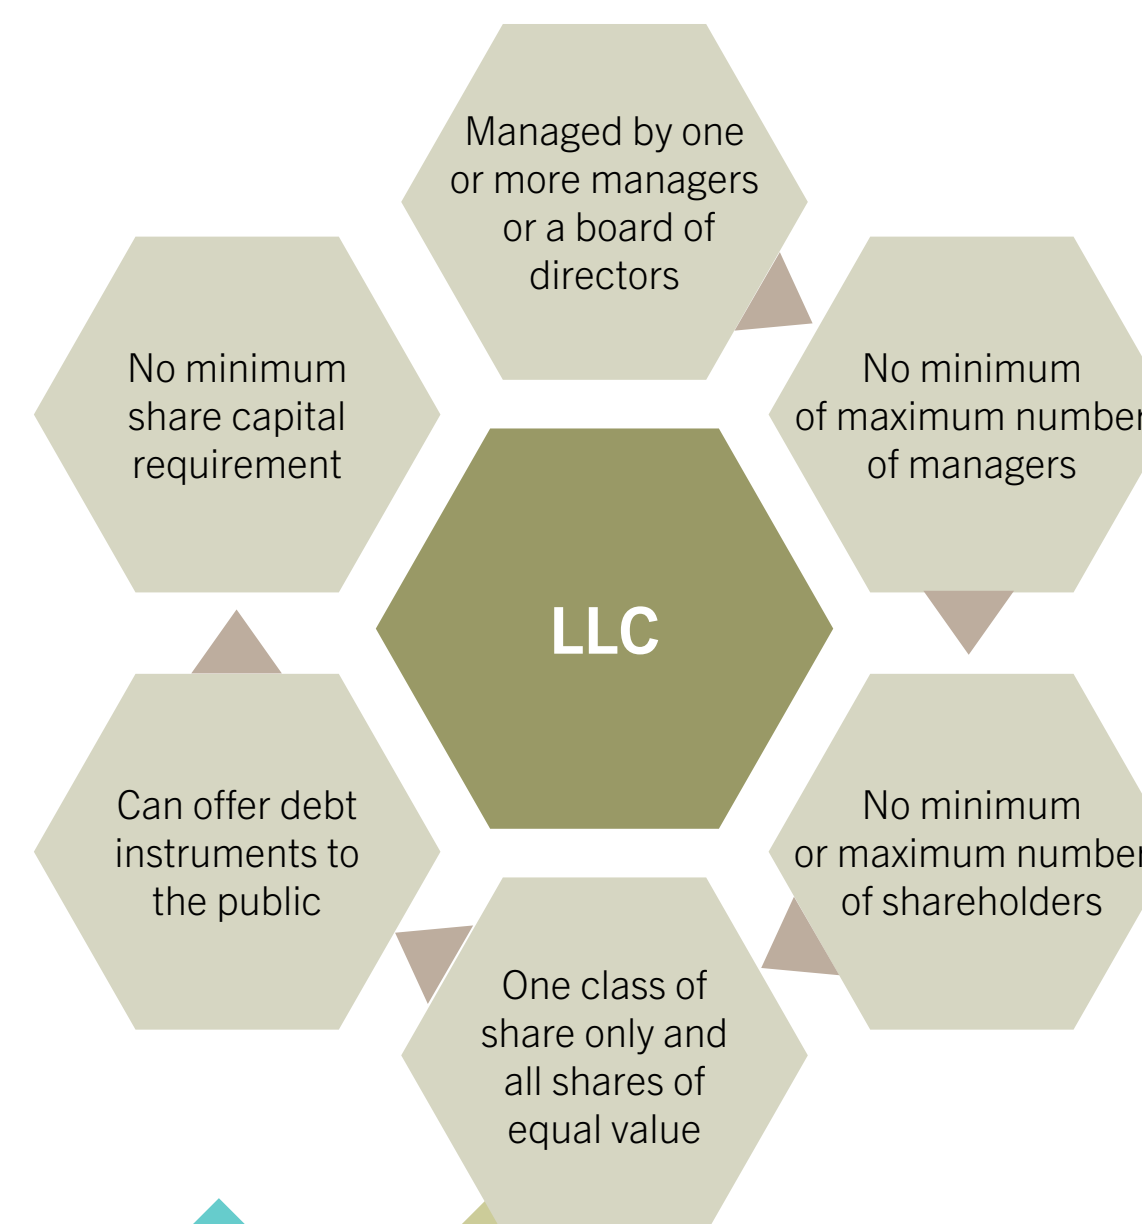 Managed by one
or more managers
or a board of
directors
No minimum
of maximum number
of managers
No minimum
or maximum number
of shareholders
One class of
share only and
all shares of
equal value
Can offer debt
instruments to
the public
No minimum
share capital
requirement
LLC